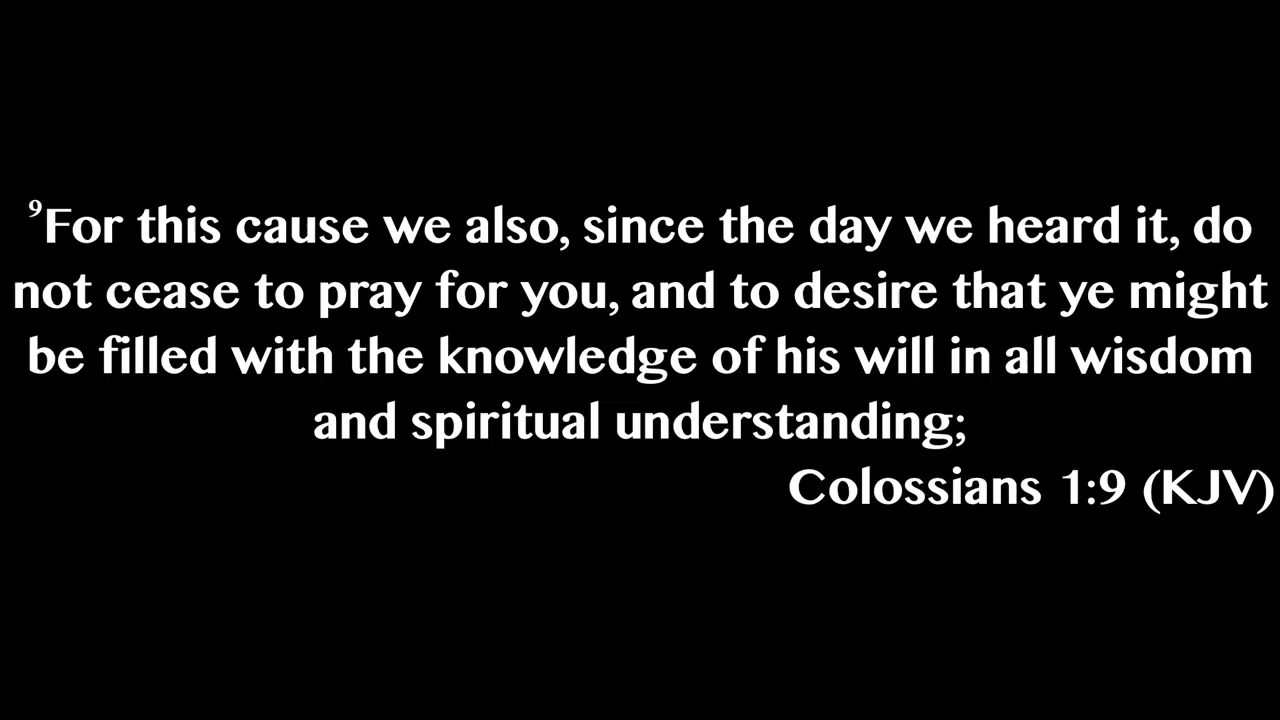 ⁹For this cause we also, since the day we heard it, do
not cease to pray for you, and to desire that ye might
be filled with the knowledge of his will in all wisdom
and spiritual understanding;
Colossians 1:9 (KJV)